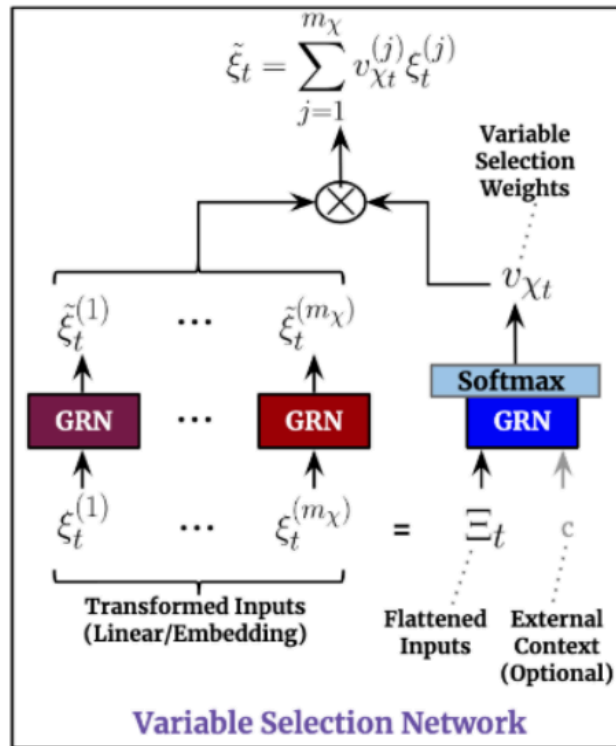 ξ̃_t = ∑_{j=1}^{m_χ} v_{χ_t}^{(j)} ξ_t^{(j)}
Variable
Selection
Weights
ξ̃_t^{(1)} ... ξ̃_t^{(m_χ)}
v_{χ_t}
Softmax
GRN ... GRN GRN
ξ_t^{(1)} ... ξ_t^{(m_χ)} = Ξ_t c
Transformed Inputs
(Linear/Embedding)
Flattened
Inputs
External
Context
(Optional)
Variable Selection Network